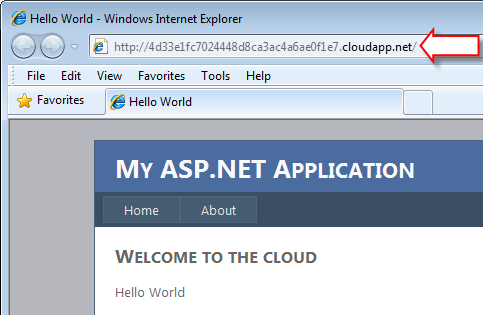 Hello World - Windows Internet Explorer
http://4d33e1fc7024448d8ca3ac4a6ae0f1e7.cloudapp.net/
File Edit View Favorites Tools Help
Favorites Hello World
My ASP.NET Application
Home About
Welcome to the cloud
Hello World